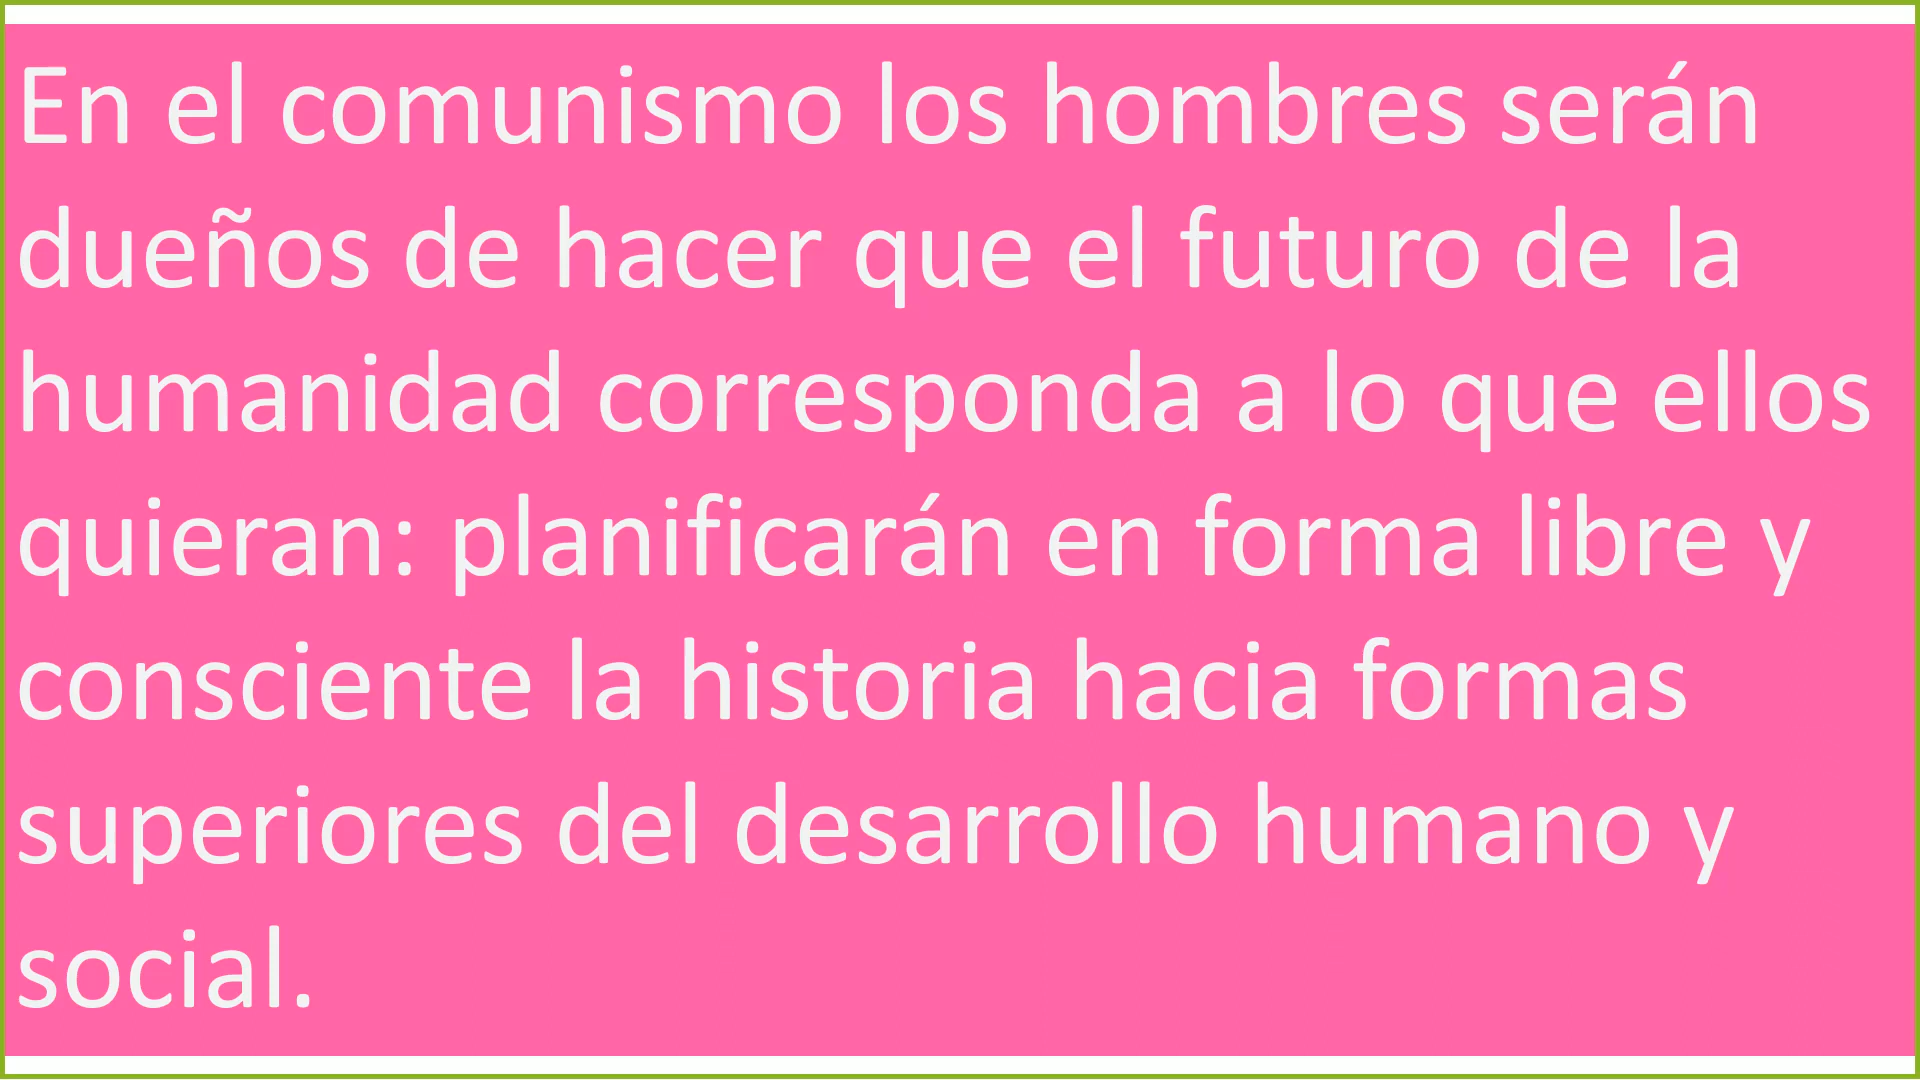 En el comunismo los hombres serán
dueños de hacer que el futuro de la
humanidad corresponda a lo que ellos
quieran: planificarán en forma libre y
consciente la historia hacia formas
superiores del desarrollo humano y
social.